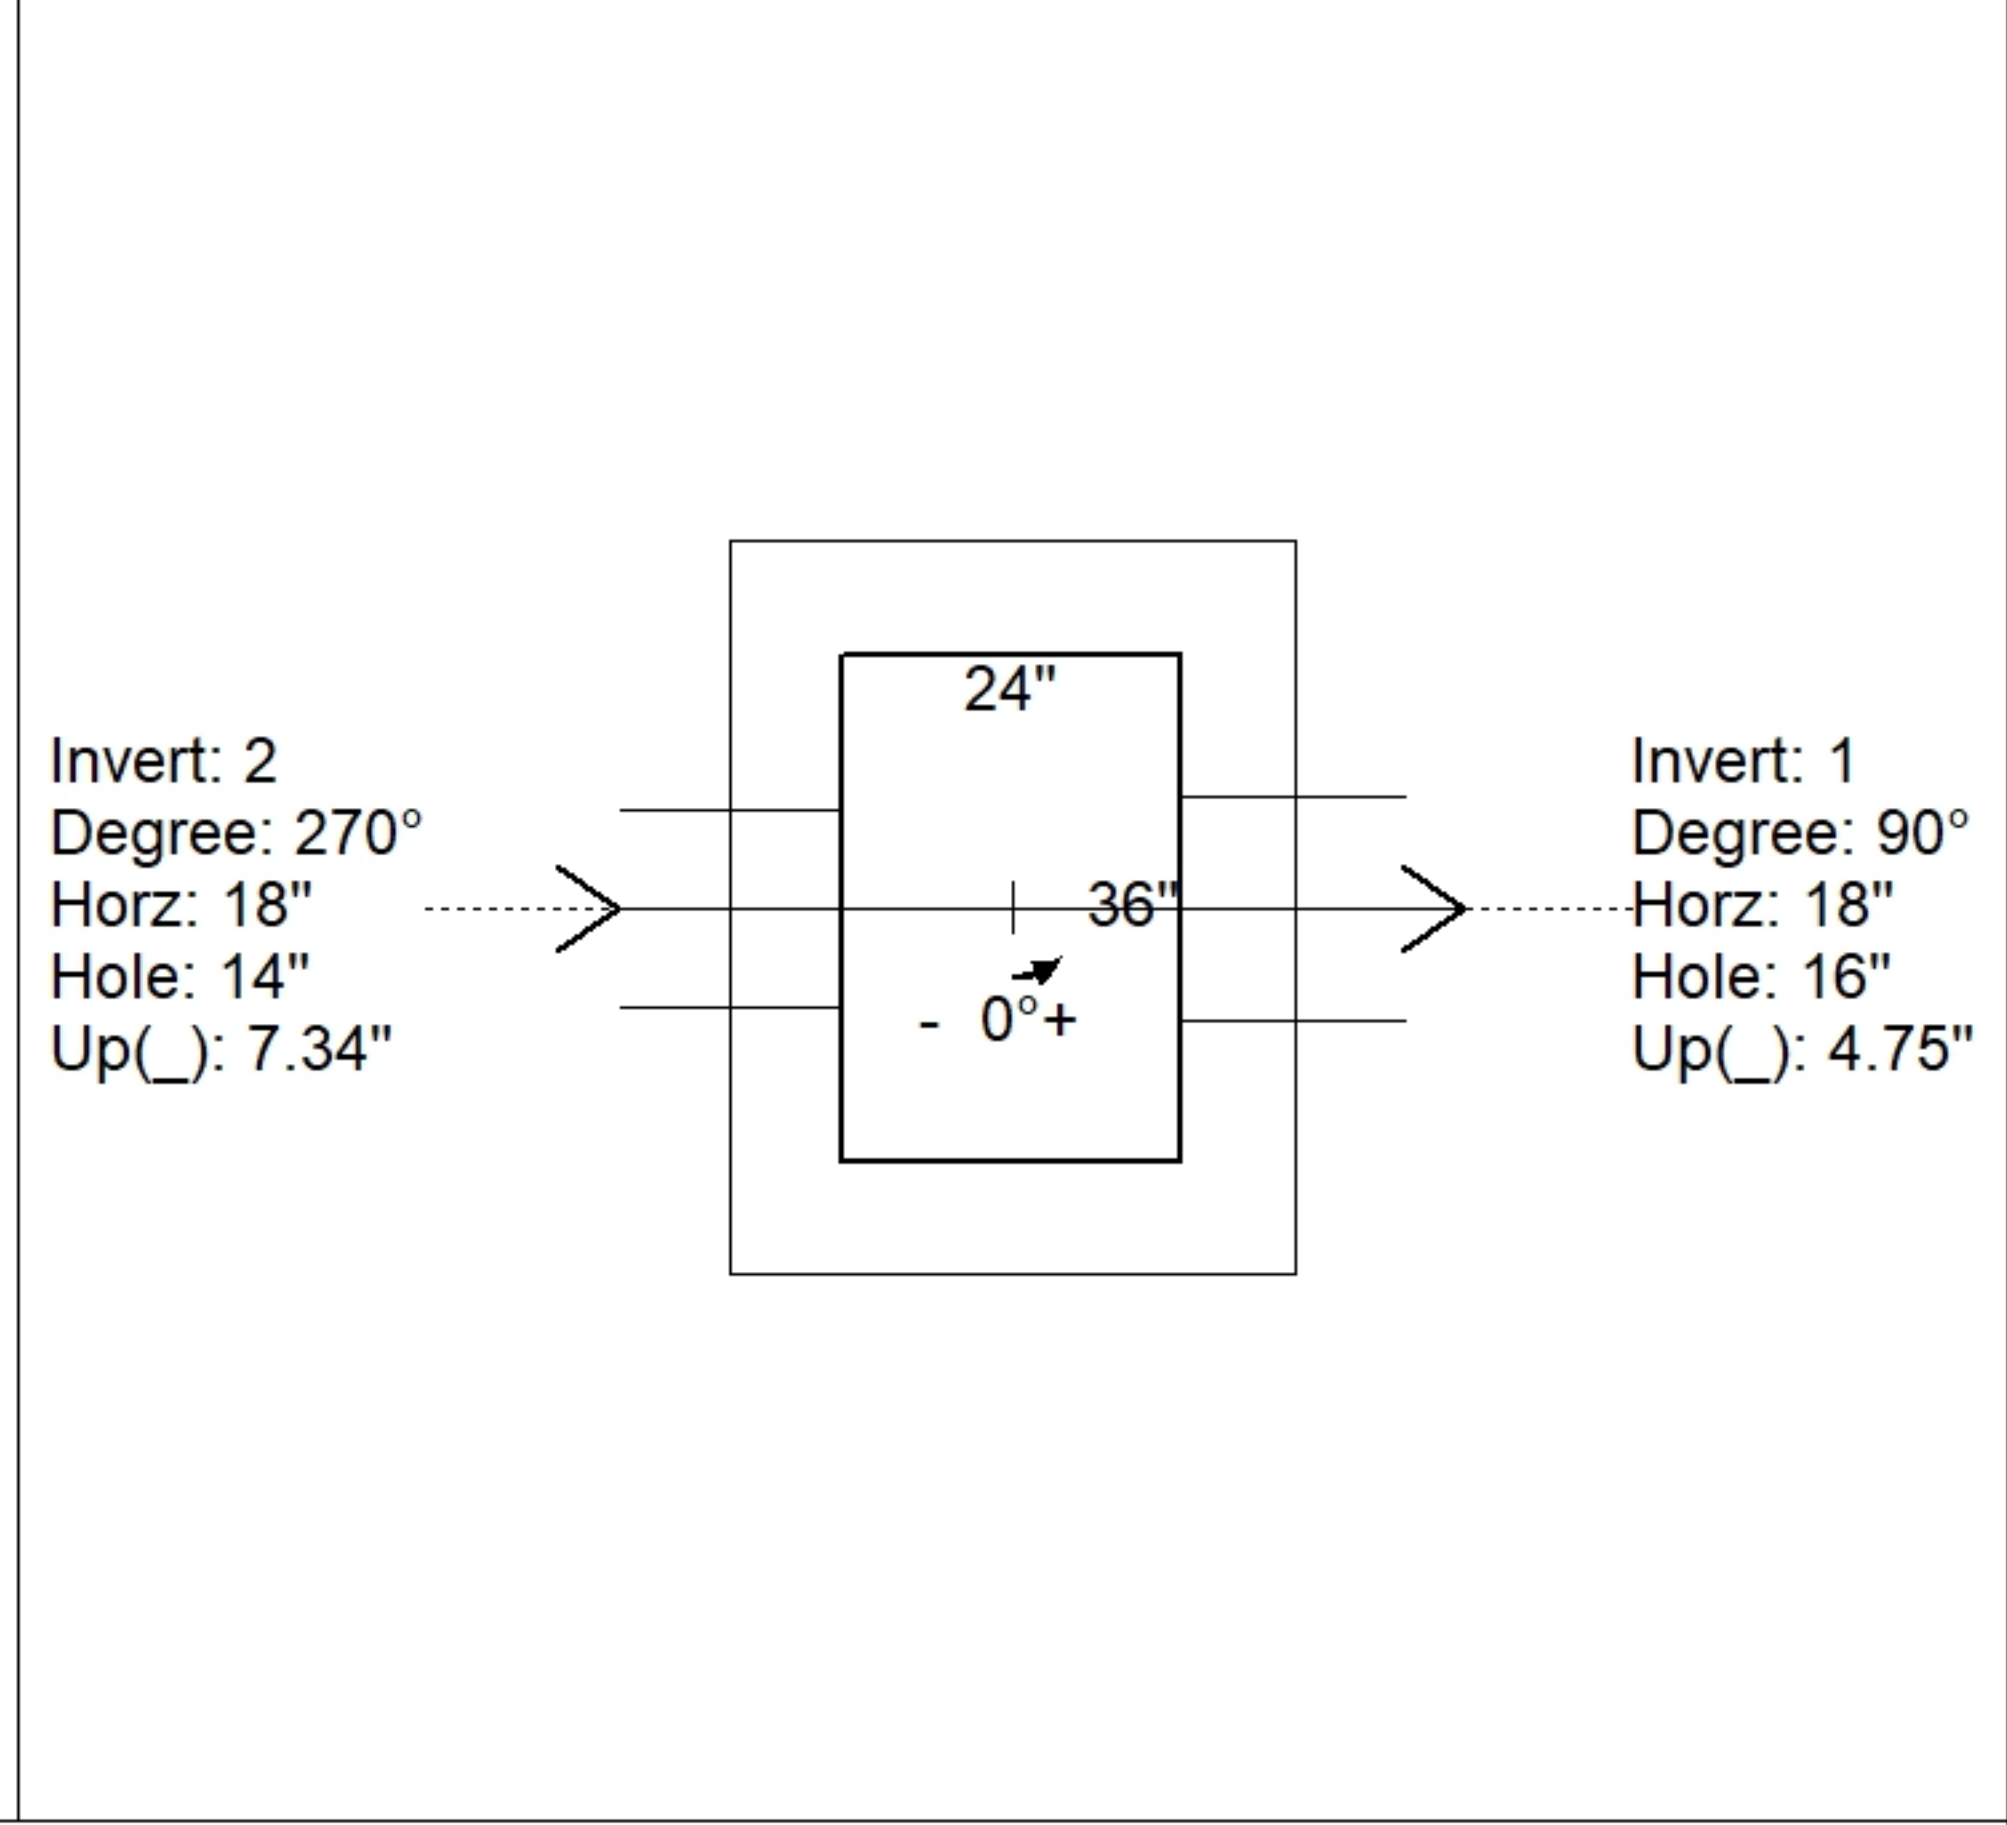 24"
Invert: 2
Degree: 270°
Horz: 18"
Hole: 14"
Up(_): 7.34"
36"
- 0°+
Invert: 1
Degree: 90°
Horz: 18"
Hole: 16"
Up(_): 4.75"